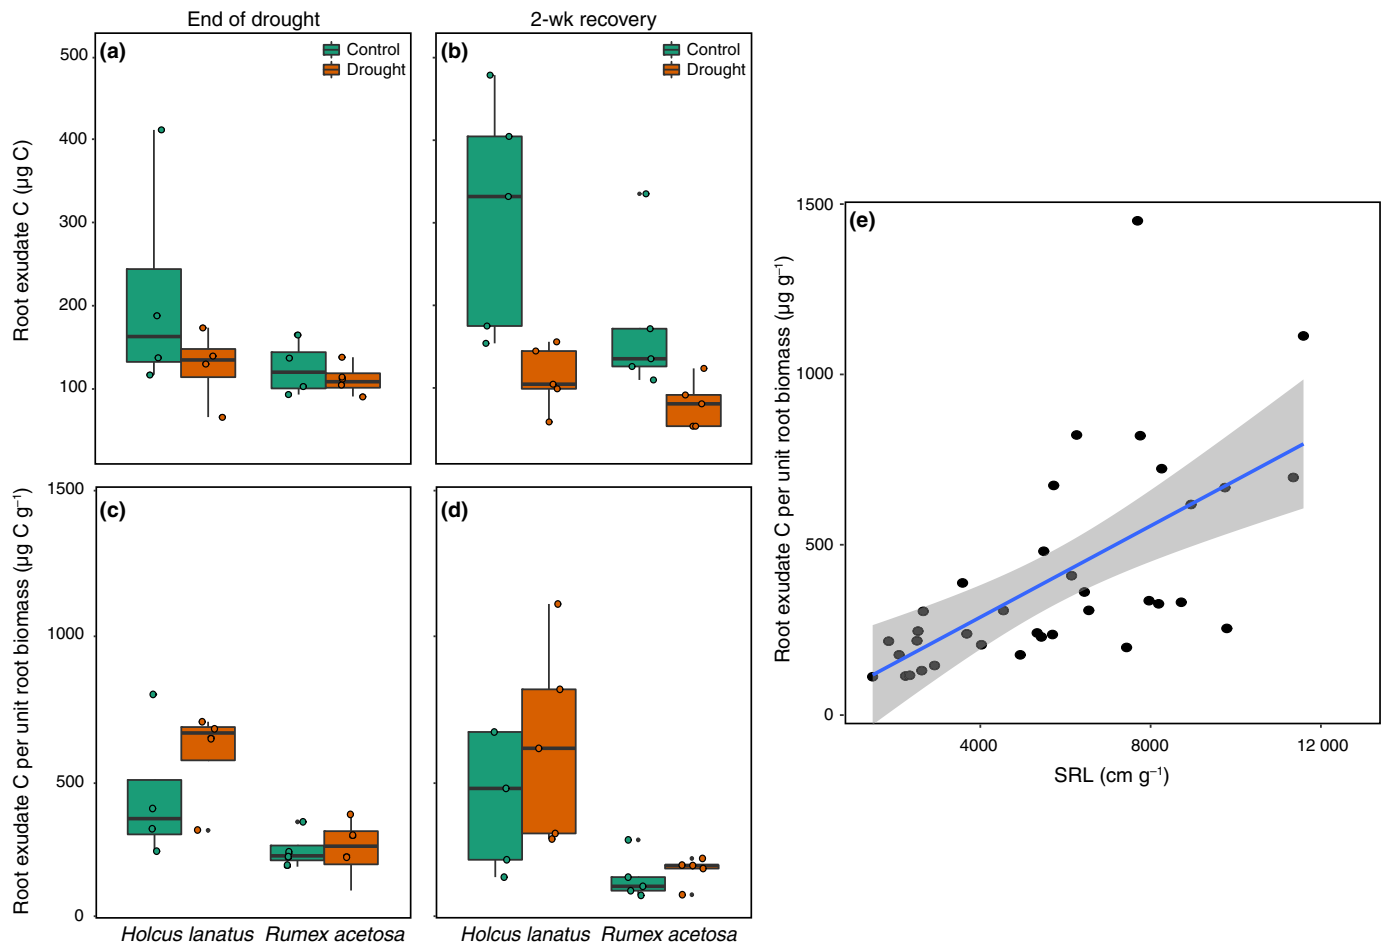 End of drought
2-wk recovery
(a)
Control
Drought
(b)
Control
Drought
500
400
300
200
100
Root exudate C (µg C)
(c)
(d)
1500
1000
500
0
Root exudate C per unit root biomass (µg C g⁻¹)
Holcus lanatus
Rumex acetosa
Holcus lanatus
Rumex acetosa
(e)
1500
1000
500
0
Root exudate C per unit root biomass (µg g⁻¹)
4000
8000
12 000
SRL (cm g⁻¹)